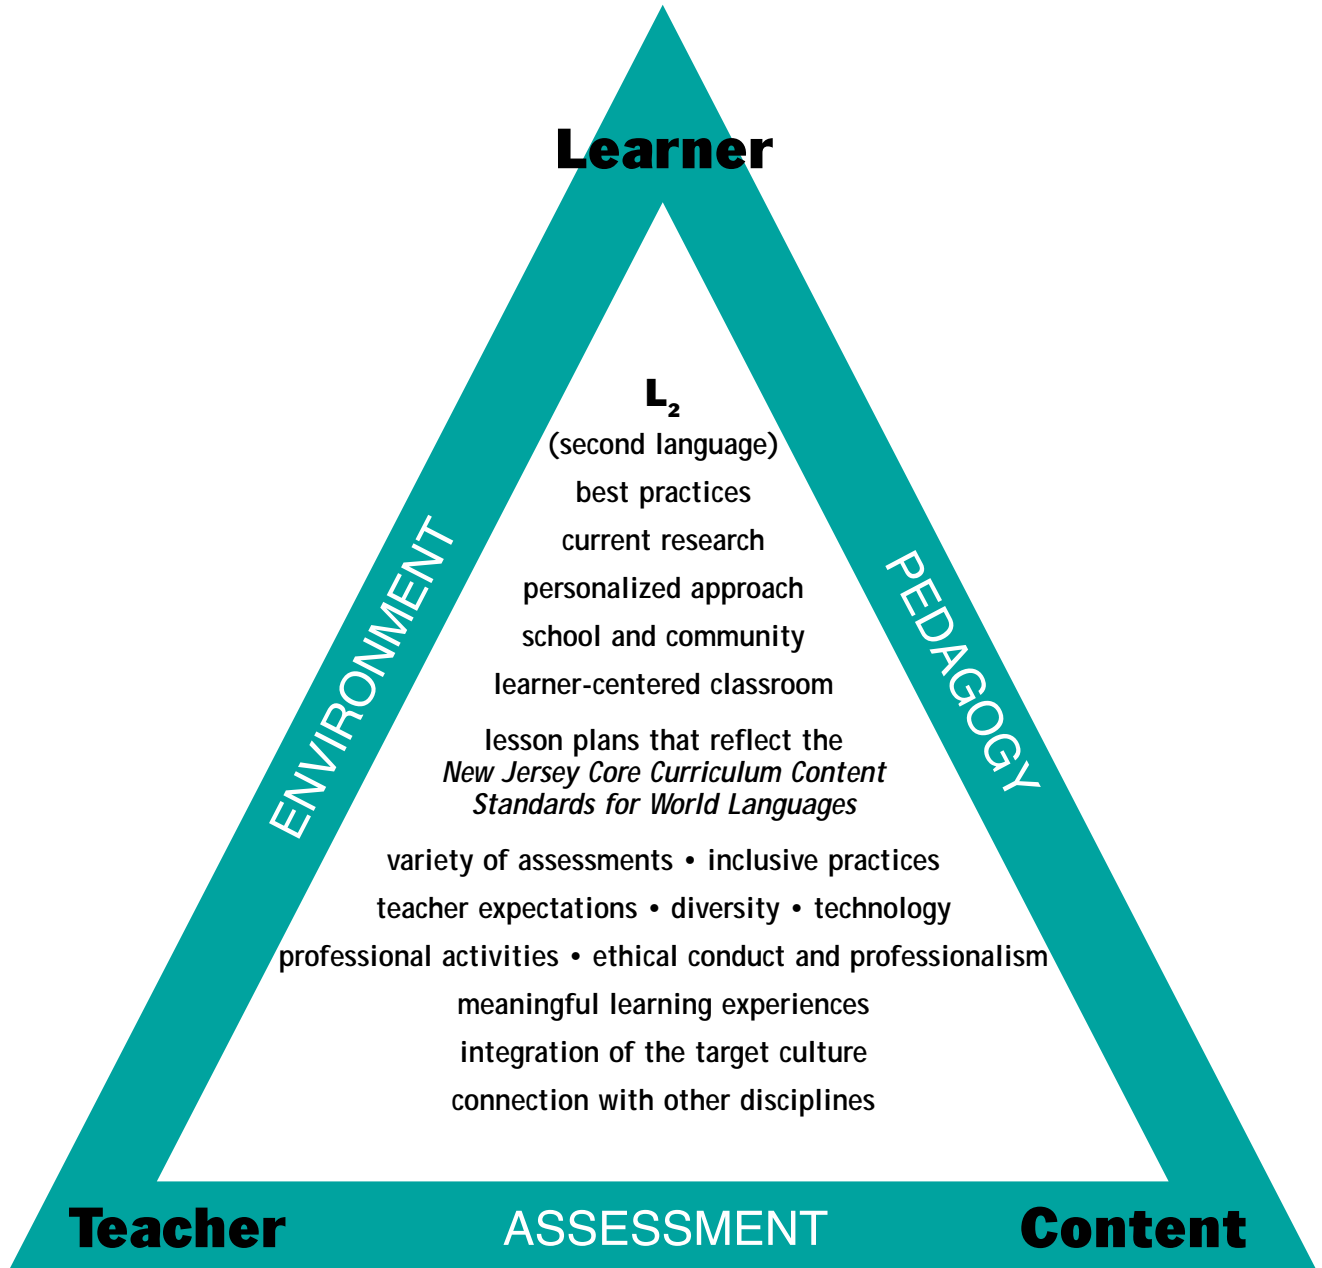 Learner
L₂
(second language)
best practices
current research
personalized approach
school and community
learner-centered classroom
lesson plans that reflect the
New Jersey Core Curriculum Content
Standards for World Languages
variety of assessments • inclusive practices
teacher expectations • diversity • technology
professional activities • ethical conduct and professionalism
meaningful learning experiences
integration of the target culture
connection with other disciplines
ENVIRONMENT
PEDAGOGY
Teacher
ASSESSMENT
Content